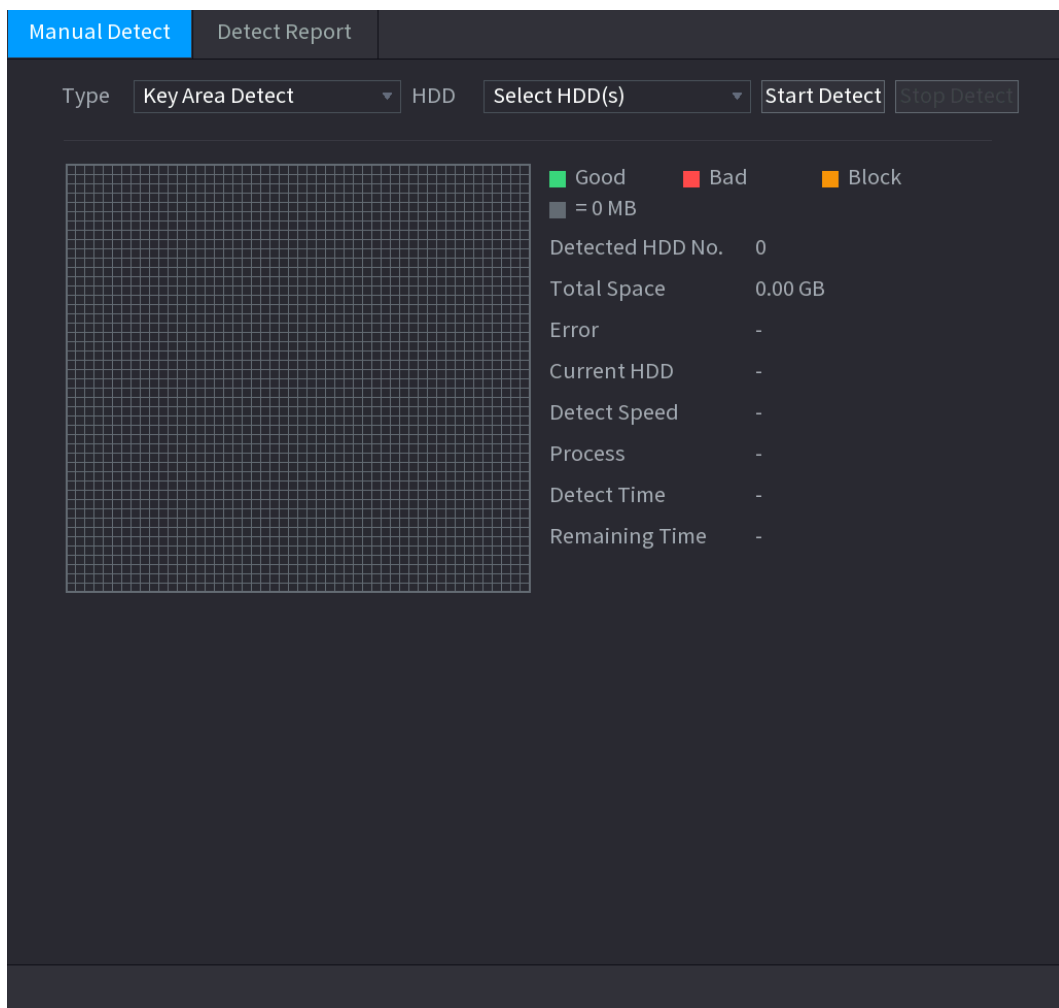 Manual Detect Detect Report
Type Key Area Detect HDD Select HDD(s) Start Detect Stop Detect
Good Bad Block
= 0 MB
Detected HDD No. 0
Total Space 0.00 GB
Error -
Current HDD -
Detect Speed -
Process -
Detect Time -
Remaining Time -